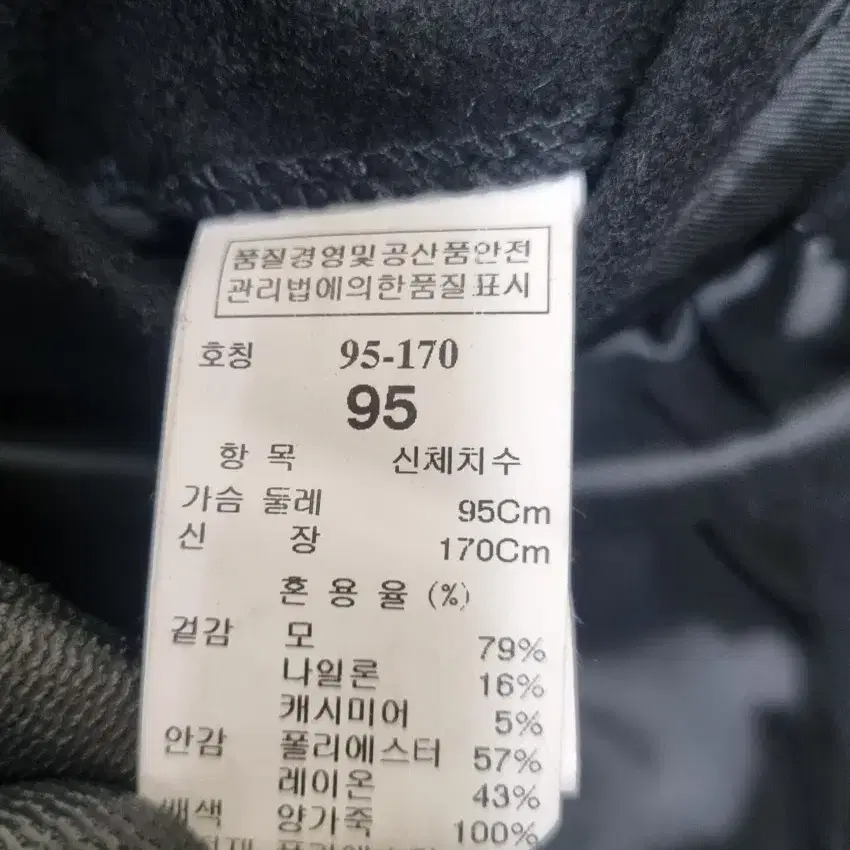 품질경영및공산품안전
관리법에의한품질표시
호칭 95-170
95
항 목 신체치수
가슴 둘레 95Cm
신 장 170Cm
혼 용 율 (%)
겉감 모 79%
나일론 16%
캐시미어 5%
안감 폴리에스터 57%
레이온 43%
배색 양가죽 100%